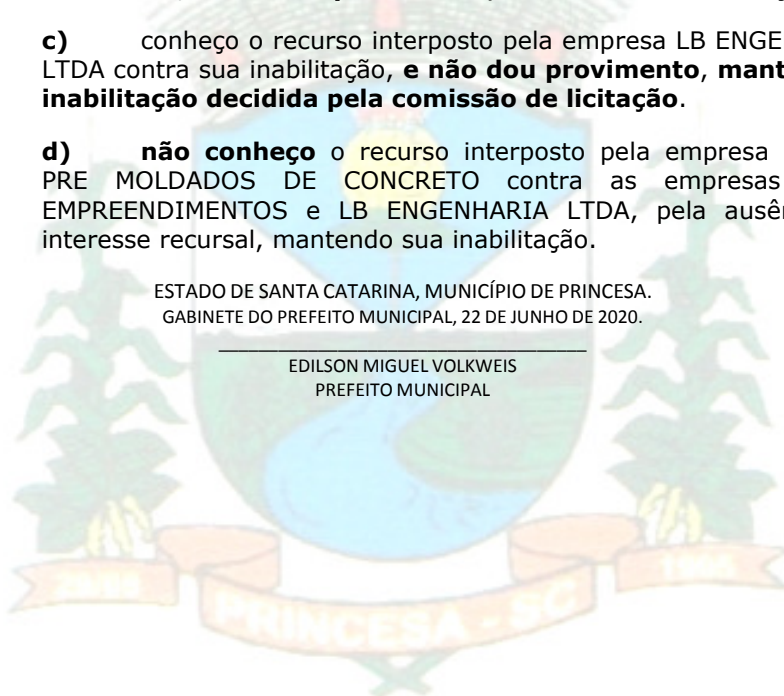 c) conheço o recurso interposto pela empresa LB ENGE
LTDA contra sua inabilitação, e não dou provimento, mant
inabilitação decidida pela comissão de licitação.
d) não conheço o recurso interposto pela empresa
PRE MOLDADOS DE CONCRETO contra as empresas
EMPREENDIMENTOS e LB ENGENHARIA LTDA, pela ausên
interesse recursal, mantendo sua inabilitação.
ESTADO DE SANTA CATARINA, MUNICÍPIO DE PRINCESA.
GABINETE DO PREFEITO MUNICIPAL, 22 DE JUNHO DE 2020.
EDILSON MIGUEL VOLKWEIS
PREFEITO MUNICIPAL
PRINCESA - SC